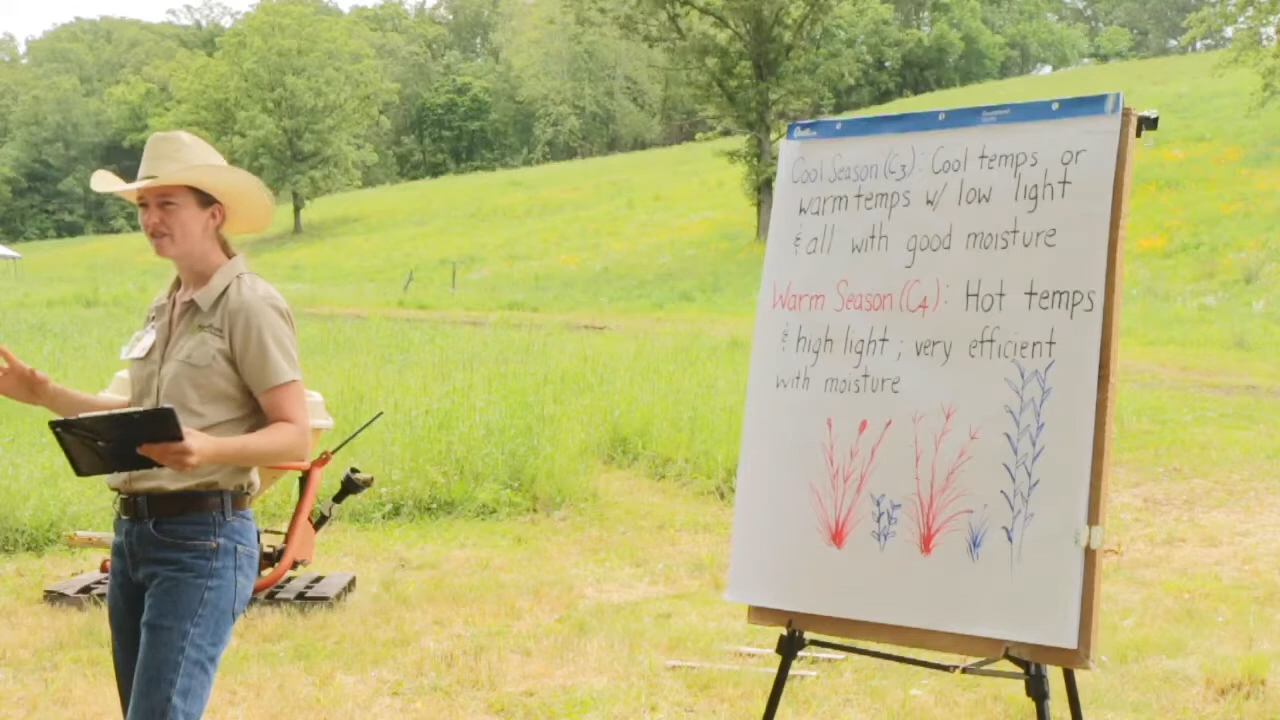 Cool Season (C3): Cool temps or
warm temps w/ low light
& all with good moisture
Warm Season (C4): Hot temps
& high light; very efficient
with moisture